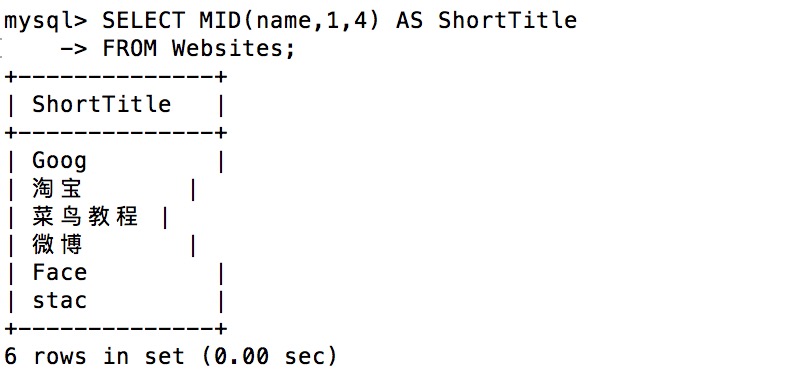 mysql> SELECT MID(name,1,4) AS ShortTitle
    -> FROM Websites;
+--------------+
| ShortTitle   |
+--------------+
| Goog         |
| 淘宝       |
| 菜鸟教程 |
| 微博       |
| Face         |
| stac         |
+--------------+
6 rows in set (0.00 sec)